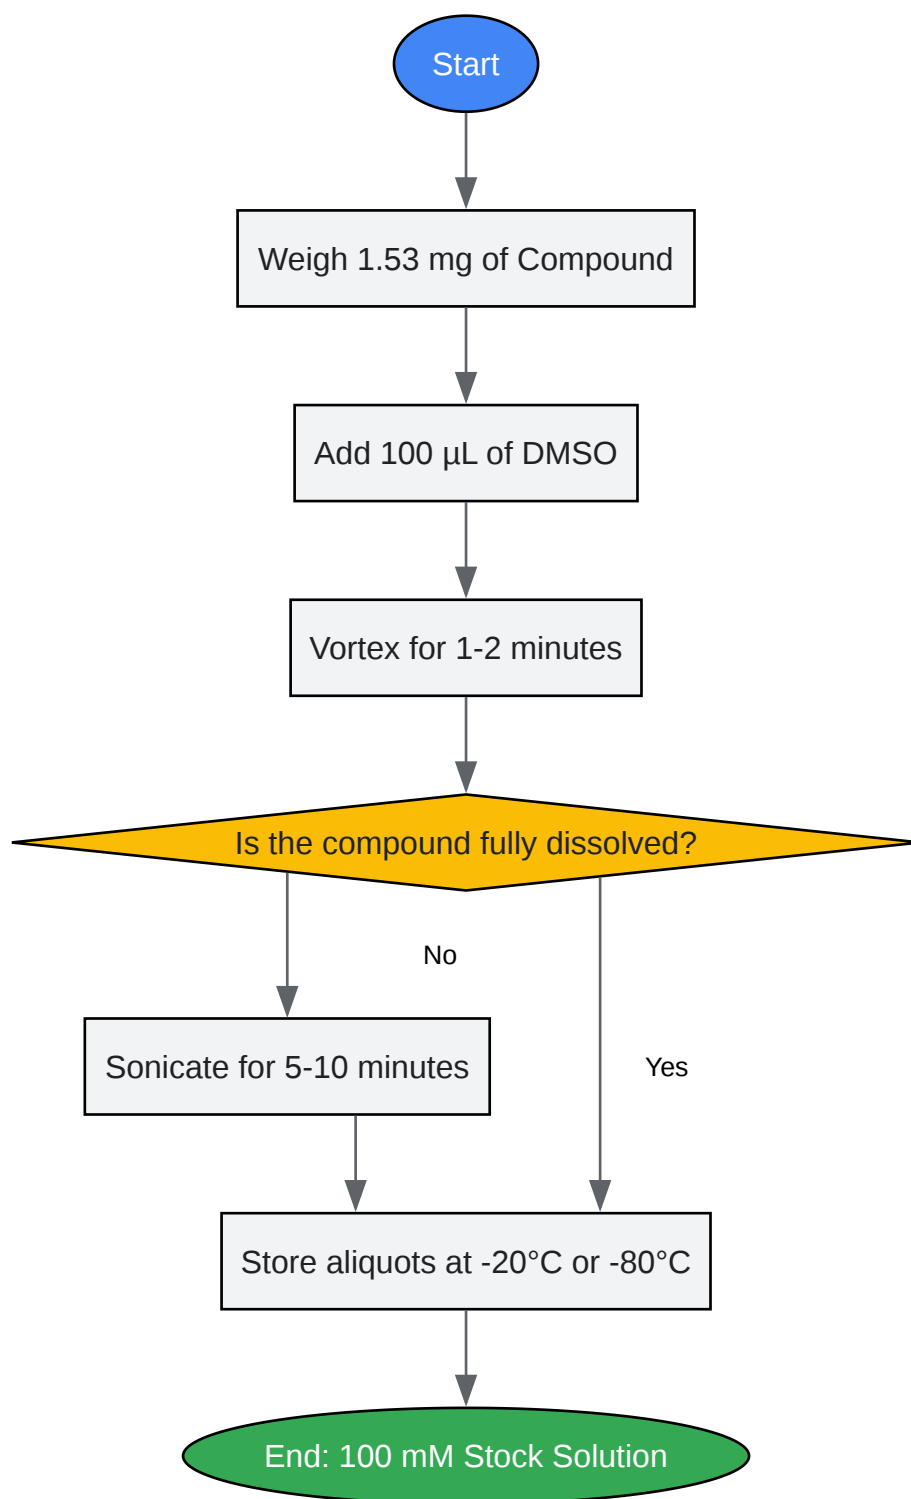 Start
Weigh 1.53 mg of Compound
Add 100 µL of DMSO
Vortex for 1-2 minutes
Is the compound fully dissolved?
No
Sonicate for 5-10 minutes
Yes
Store aliquots at -20°C or -80°C
End: 100 mM Stock Solution